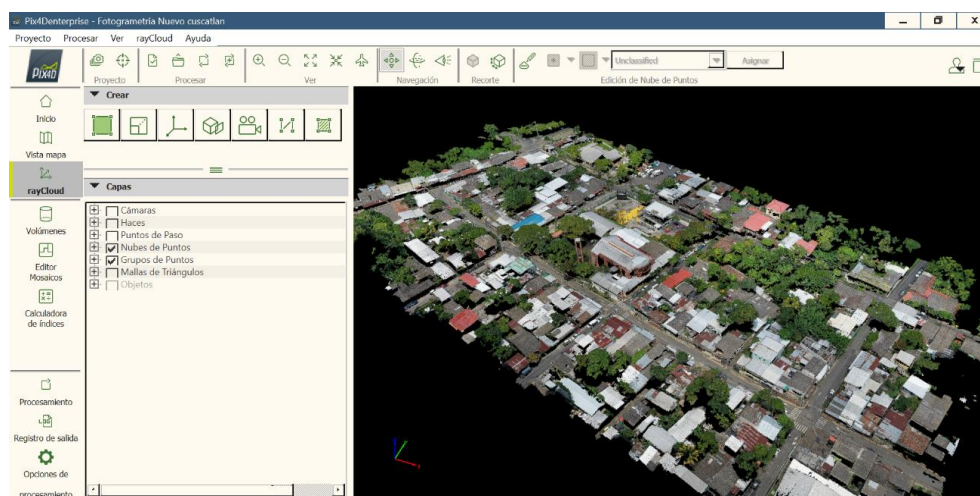 Pix4Denterprise - Fotogrametria Nuevo cuscatlan
Proyecto Procesar Ver rayCloud Ayuda
PIX4D
Proyecto Procesar Ver Navegación Recorte Edición de Nube de Puntos
Unclassified Asignar
Inicio
Vista mapa
rayCloud
Volúmenes
Editor
Mosaicos
Calculadora
de índices
Procesamiento
Registro de salida
Opciones de
procesamiento
Crear
Capas
Cámaras
Haces
Puntos de Paso
Nubes de Puntos
Grupos de Puntos
Mallas de Triángulos
Objetos